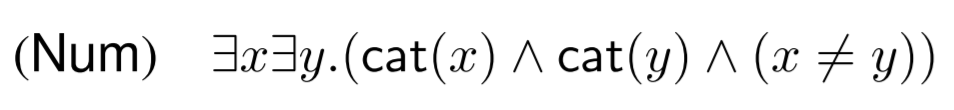 (Num) ∃x∃y.(cat(x) ∧ cat(y) ∧ (x ≠ y))